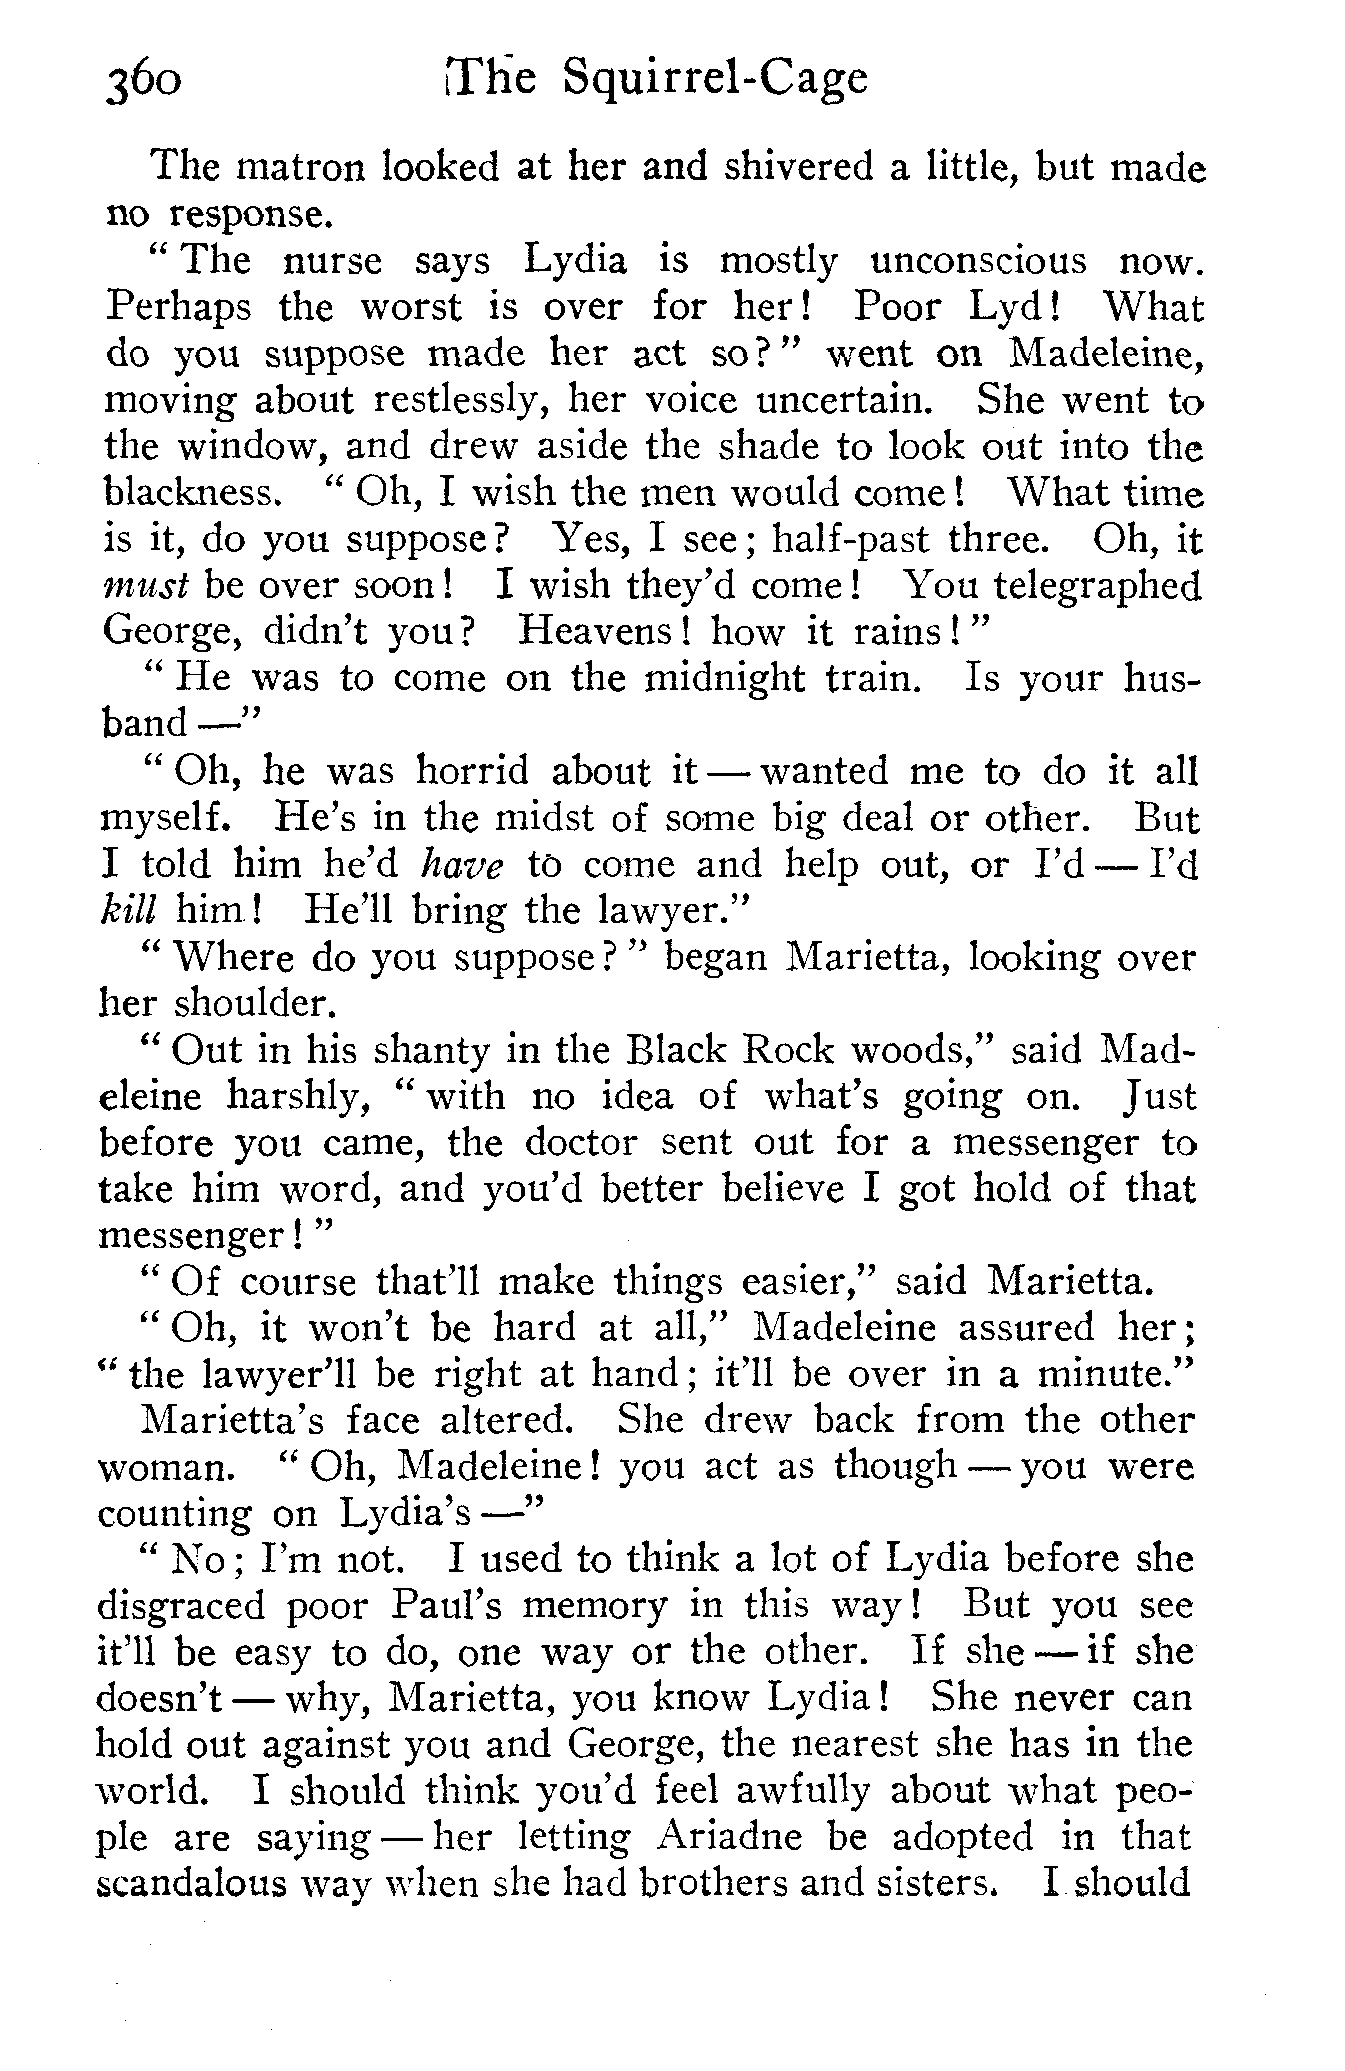 360 The Squirrel-Cage
The matron looked at her and shivered a little, but made
no response.
" The nurse says Lydia is mostly unconscious now.
Perhaps the worst is over for her! Poor Lyd! What
do you suppose made her act so? " went on Madeleine,
moving about restlessly, her voice uncertain. She went to
the window, and drew aside the shade to look out into the
blackness. " Oh, I wish the men would come! What time
is it, do you suppose? Yes, I see; half-past three. Oh, it
must be over soon! I wish they'd come! You telegraphed
George, didn't you? Heavens! how it rains! "
" He was to come on the midnight train. Is your hus-
band —"
" Oh, he was horrid about it — wanted me to do it all
myself. He's in the midst of some big deal or other. But
I told him he'd have to come and help out, or I'd — I'd
kill him! He'll bring the lawyer."
" Where do you suppose? " began Marietta, looking over
her shoulder.
" Out in his shanty in the Black Rock woods," said Mad-
eleine harshly, " with no idea of what's going on. Just
before you came, the doctor sent out for a messenger to
take him word, and you'd better believe I got hold of that
messenger! "
" Of course that'll make things easier," said Marietta.
" Oh, it won't be hard at all," Madeleine assured her;
" the lawyer'll be right at hand; it'll be over in a minute."
Marietta's face altered. She drew back from the other
woman. " Oh, Madeleine! you act as though — you were
counting on Lydia's —"
" No; I'm not. I used to think a lot of Lydia before she
disgraced poor Paul's memory in this way! But you see
it'll be easy to do, one way or the other. If she — if she
doesn't — why, Marietta, you know Lydia! She never can
hold out against you and George, the nearest she has in the
world. I should think you'd feel awfully about what peo-
ple are saying — her letting Ariadne be adopted in that
scandalous way when she had brothers and sisters. I should